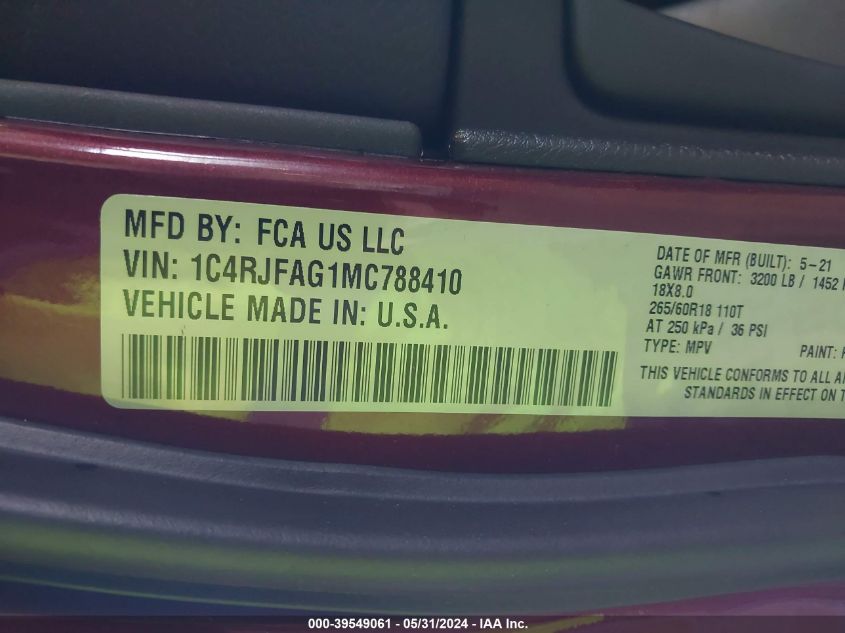 MFD BY: FCA US LLC
VIN: 1C4RJFAG1MC788410
VEHICLE MADE IN: U.S.A.
DATE OF MFR (BUILT): 5-21
GAWR FRONT: 3200 LB / 1452
18X8.0
265/60R18 110T
AT 250 kPa / 36 PSI
TYPE: MPV PAINT:
THIS VEHICLE CONFORMS TO ALL
STANDARDS IN EFFECT ON
000-39549061 - 05/31/2024 - IAA Inc.